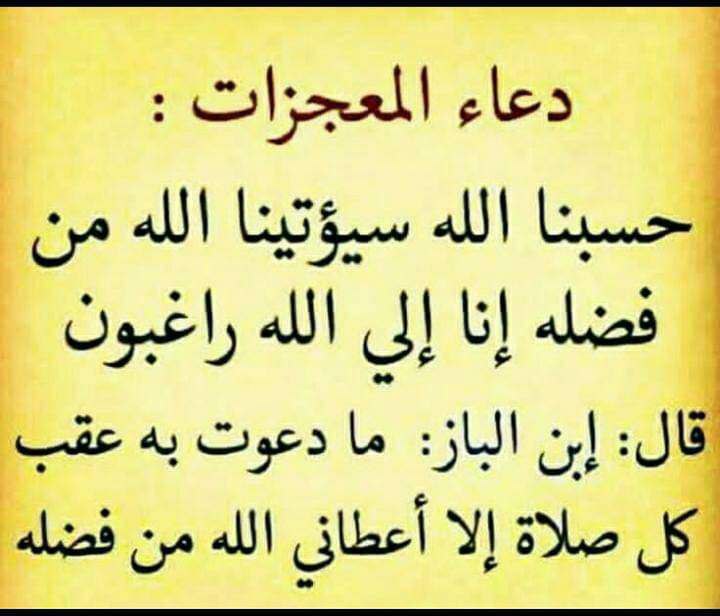 دعاء المعجزات :
حسبنا الله سيؤتينا الله من
فضله إنا إلي الله راغبون
قال: إبن الباز: ما دعوت به عقب
كل صلاة إلا أعطاني الله من فضله